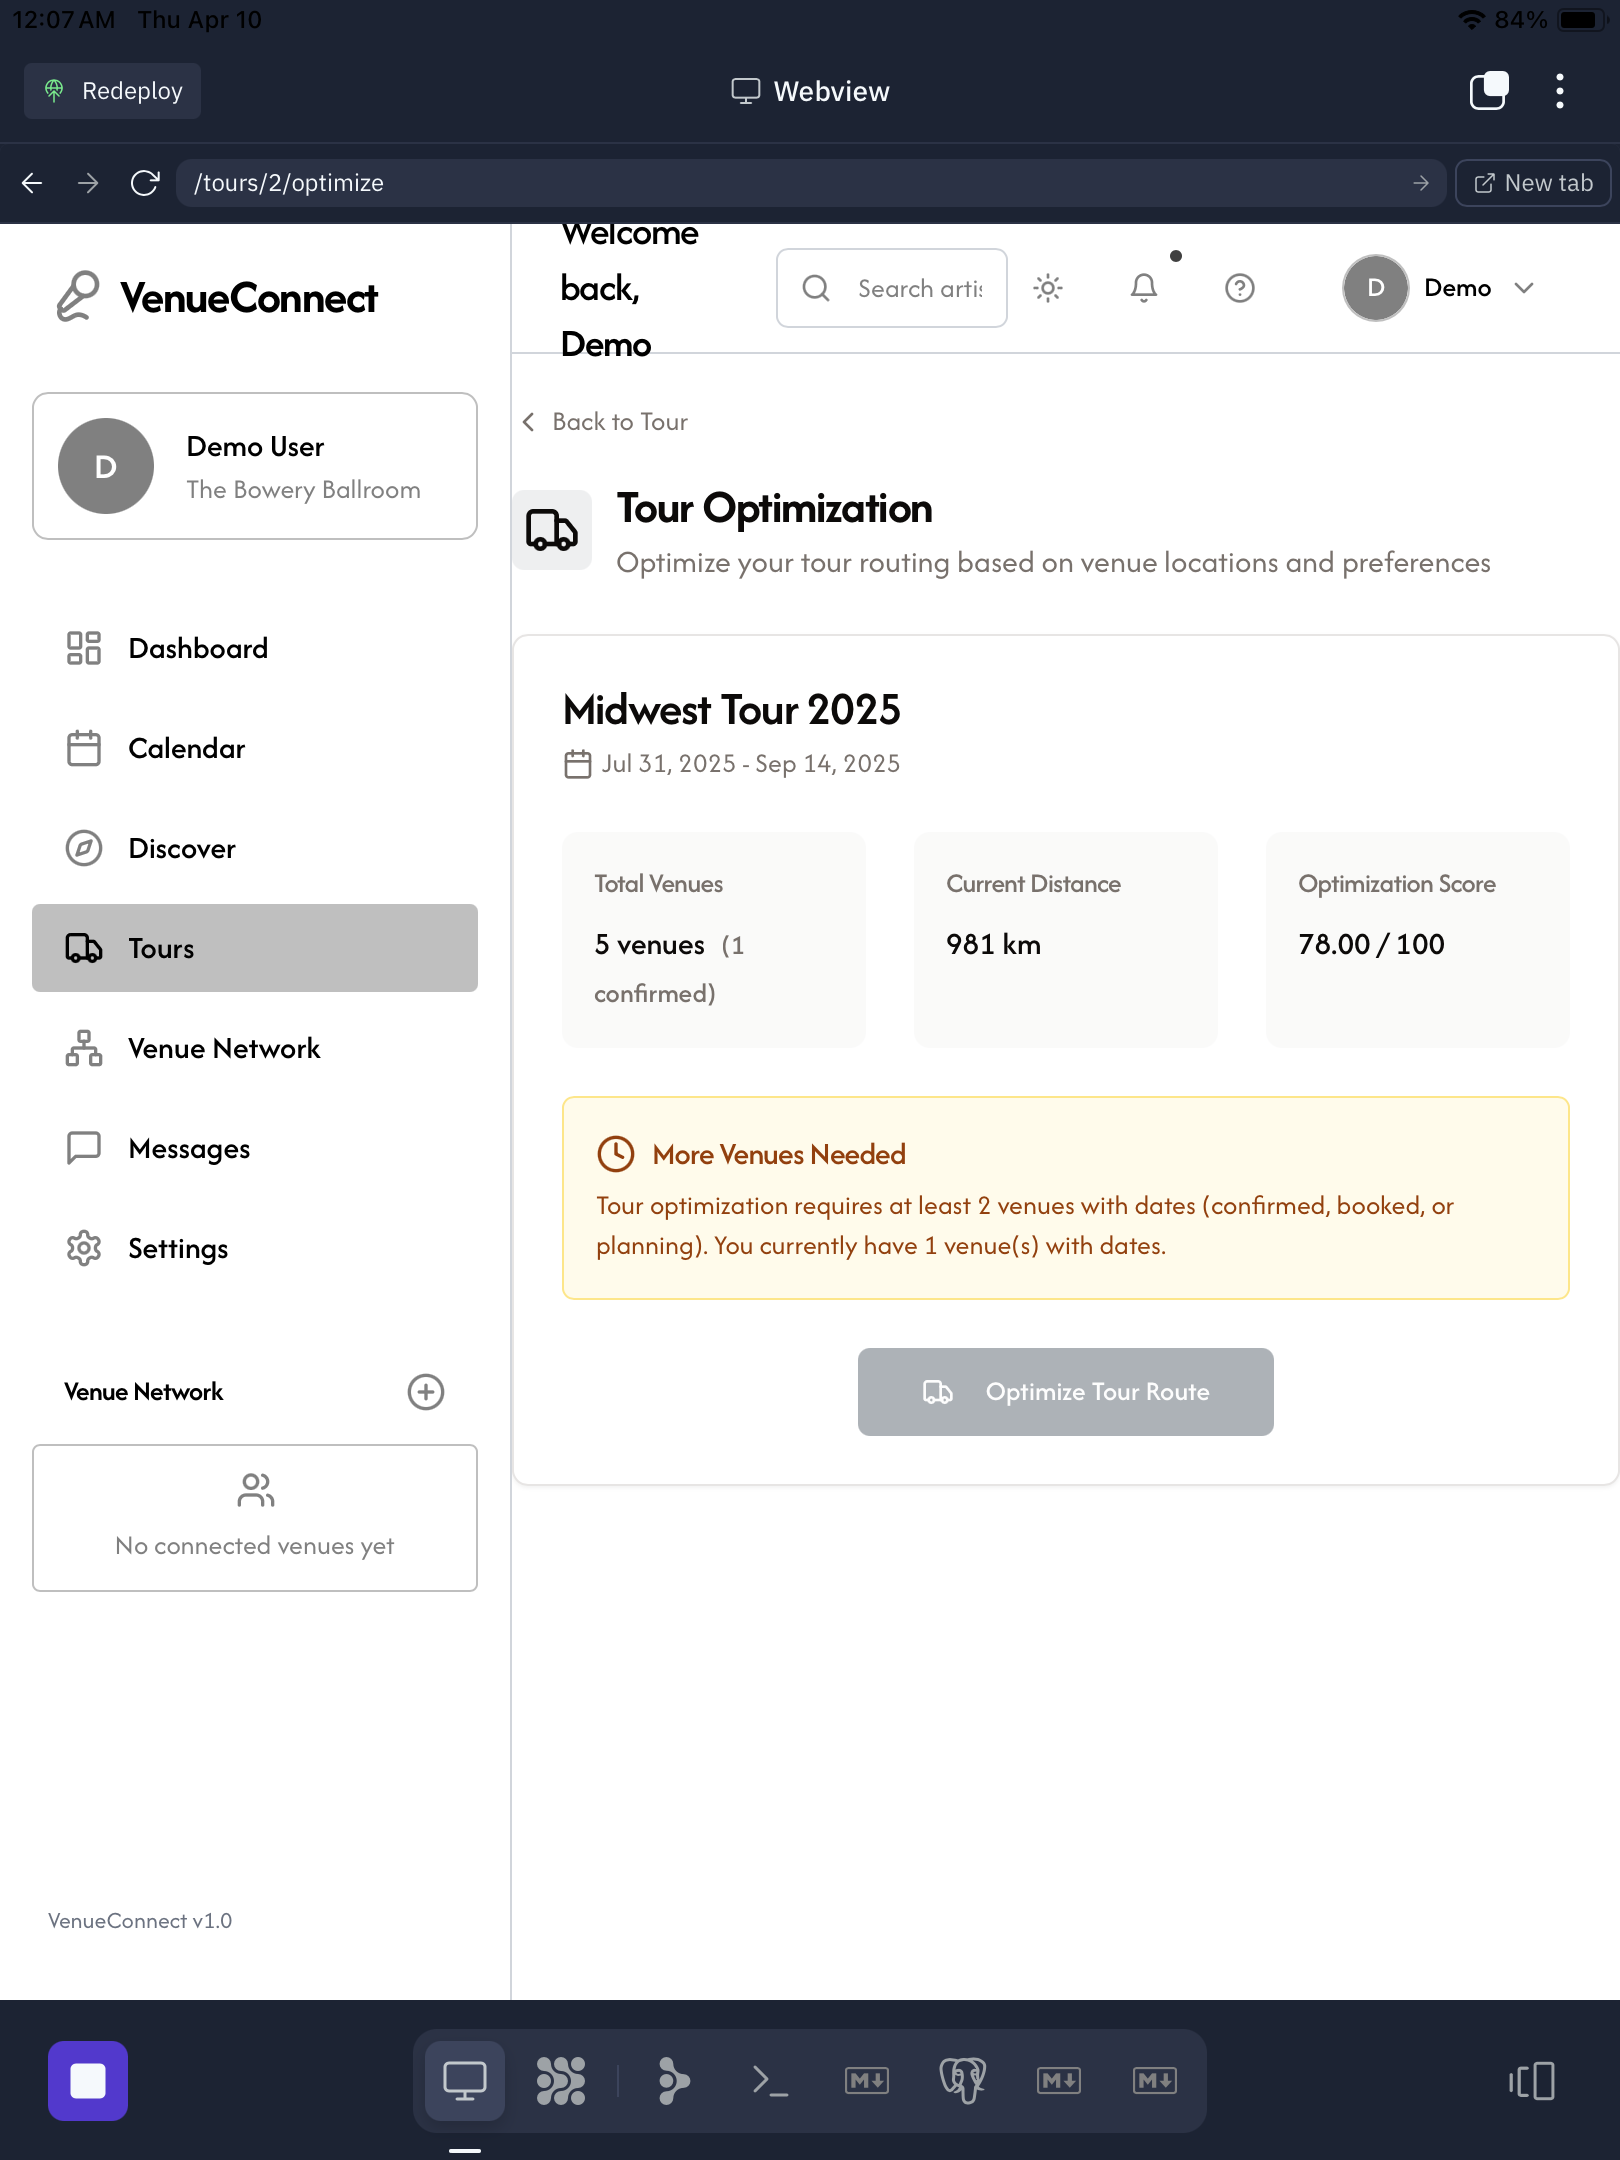 12:07 AM Thu Apr 10
84%
Redeploy
Webview
/tours/2/optimize
New tab
VenueConnect
Welcome
back,
Demo
Search artis
D
Demo
D
Demo User
The Bowery Ballroom
Dashboard
Calendar
Discover
Tours
Venue Network
Messages
Settings
Venue Network
No connected venues yet
VenueConnect v1.0
Back to Tour
Tour Optimization
Optimize your tour routing based on venue locations and preferences
Midwest Tour 2025
Jul 31, 2025 - Sep 14, 2025
Total Venues
5 venues (1
confirmed)
Current Distance
981 km
Optimization Score
78.00 / 100
More Venues Needed
Tour optimization requires at least 2 venues with dates (confirmed, booked, or
planning). You currently have 1 venue(s) with dates.
Optimize Tour Route
M
M
M